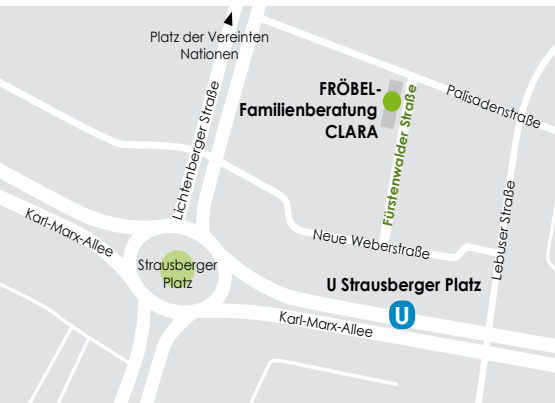 Platz der Vereinten
Nationen
FRÖBEL-
Familienberatung
CLARA
Palisadenstraße
Lichtenberger Straße
Fürstenwalder Straße
Karl-Marx-Allee
Neue Weberstraße
Lebuser Straße
Strausberger
Platz
U Strausberger Platz
U
Karl-Marx-Allee